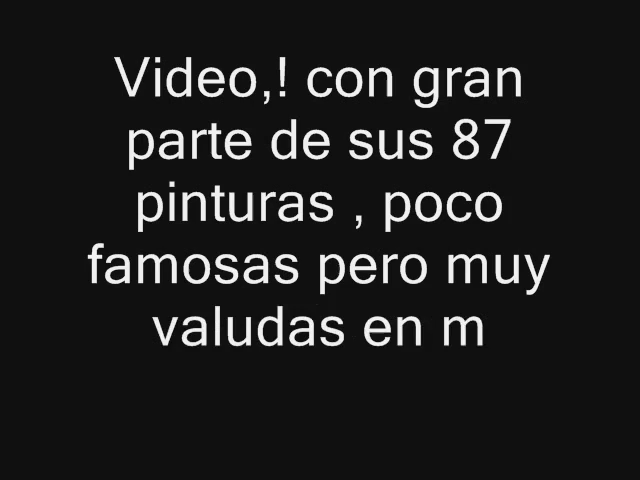 Video,! con gran
parte de sus 87
pinturas , poco
famosas pero muy
valudas en m